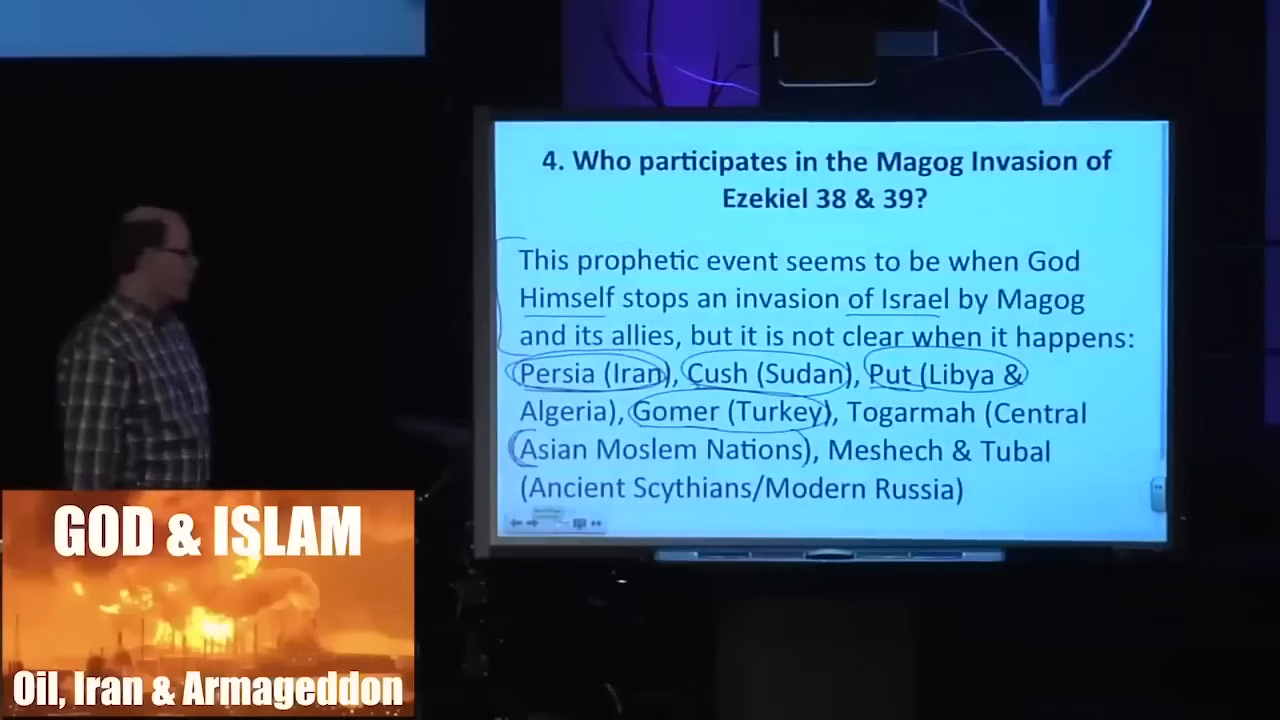 4. Who participates in the Magog Invasion of
Ezekiel 38 & 39?
This prophetic event seems to be when God
Himself stops an invasion of Israel by Magog
and its allies, but it is not clear when it happens:
Persia (Iran), Cush (Sudan), Put (Libya &
Algeria), Gomer (Turkey), Togarmah (Central
Asian Moslem Nations), Meshech & Tubal
(Ancient Scythians/Modern Russia)
GOD & ISLAM
Oil, Iran & Armageddon